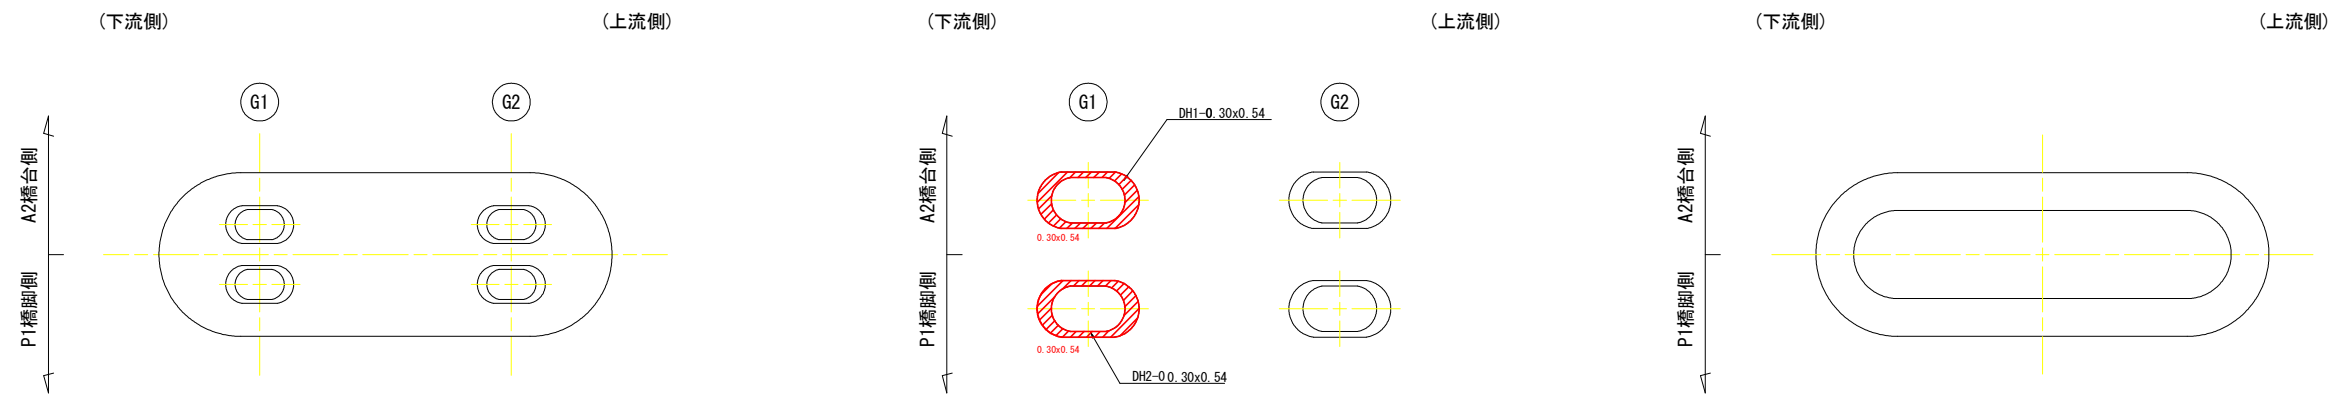 (下流側)
(上流側)
G1
G2
A2橋台側
P1橋脚側
(下流側)
(上流側)
G1
G2
DH1-0.30x0.54
A2橋台側
0.30x0.54
P1橋脚側
0.30x0.54
DH2-00.30x0.54
(下流側)
(上流側)
A2橋台側
P1橋脚側